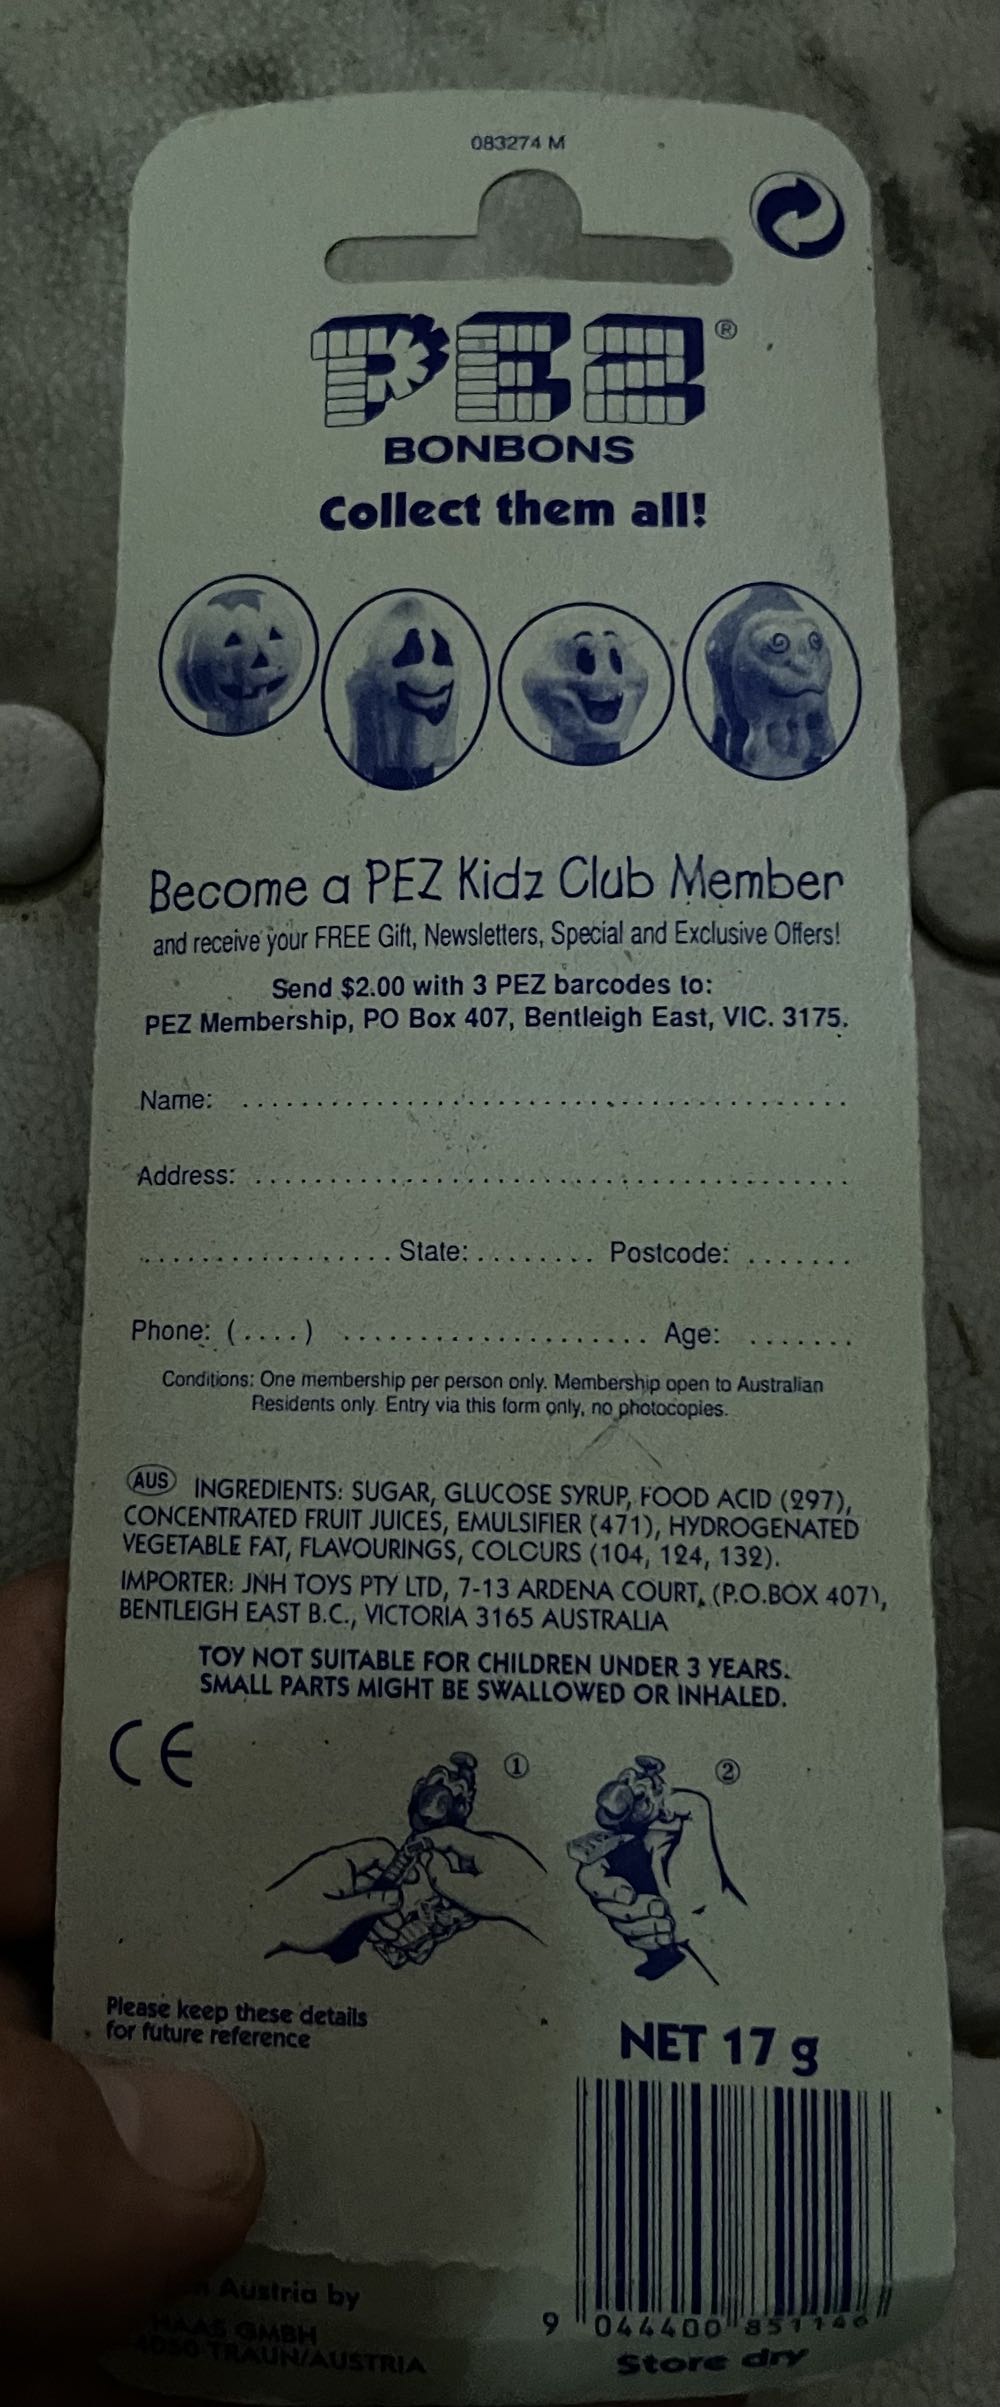 083274 M
PEZ®
BONBONS
Collect them all!
Become a PEZ Kidz Club Member
and receive your FREE Gift, Newsletters, Special and Exclusive Offers!
Send $2.00 with 3 PEZ barcodes to:
PEZ Membership, PO Box 407, Bentleigh East, VIC. 3175.
Name: ..........................................
Address: ........................................
................. State: ........ Postcode: .......
Phone: (....) ..................... Age: .......
Conditions: One membership per person only. Membership open to Australian
Residents only. Entry via this form only, no photocopies.
AUS INGREDIENTS: SUGAR, GLUCOSE SYRUP, FOOD ACID (297),
CONCENTRATED FRUIT JUICES, EMULSIFIER (471), HYDROGENATED
VEGETABLE FAT, FLAVOURINGS, COLOURS (104, 124, 132).
IMPORTER: JNH TOYS PTY LTD, 7-13 ARDENA COURT, (P.O.BOX 407),
BENTLEIGH EAST B.C., VICTORIA 3165 AUSTRALIA
TOY NOT SUITABLE FOR CHILDREN UNDER 3 YEARS.
SMALL PARTS MIGHT BE SWALLOWED OR INHALED.
CE
1 2
Please keep these details
for future reference
NET 17 g
Austria by
HAAS GMBH
4050 TRAUN/AUSTRIA
9 044400 851146
Store dry